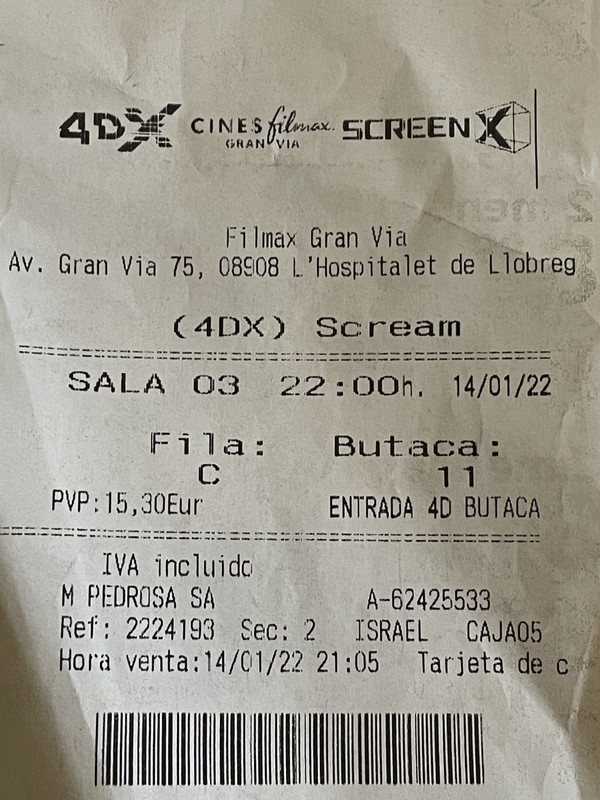 4DX CINES filmax. GRAN VIA SCREENX
Filmax Gran Via
Av. Gran Via 75, 08908 L'Hospitalet de Llobreg
(4DX) Scream
SALA 03 22:00h. 14/01/22
Fila: Butaca:
C 11
PVP:15,30Eur ENTRADA 4D BUTACA
IVA incluido
M PEDROSA SA A-62425533
Ref: 2224193 Sec: 2 ISRAEL CAJA05
Hora venta:14/01/22 21:05 Tarjeta de c